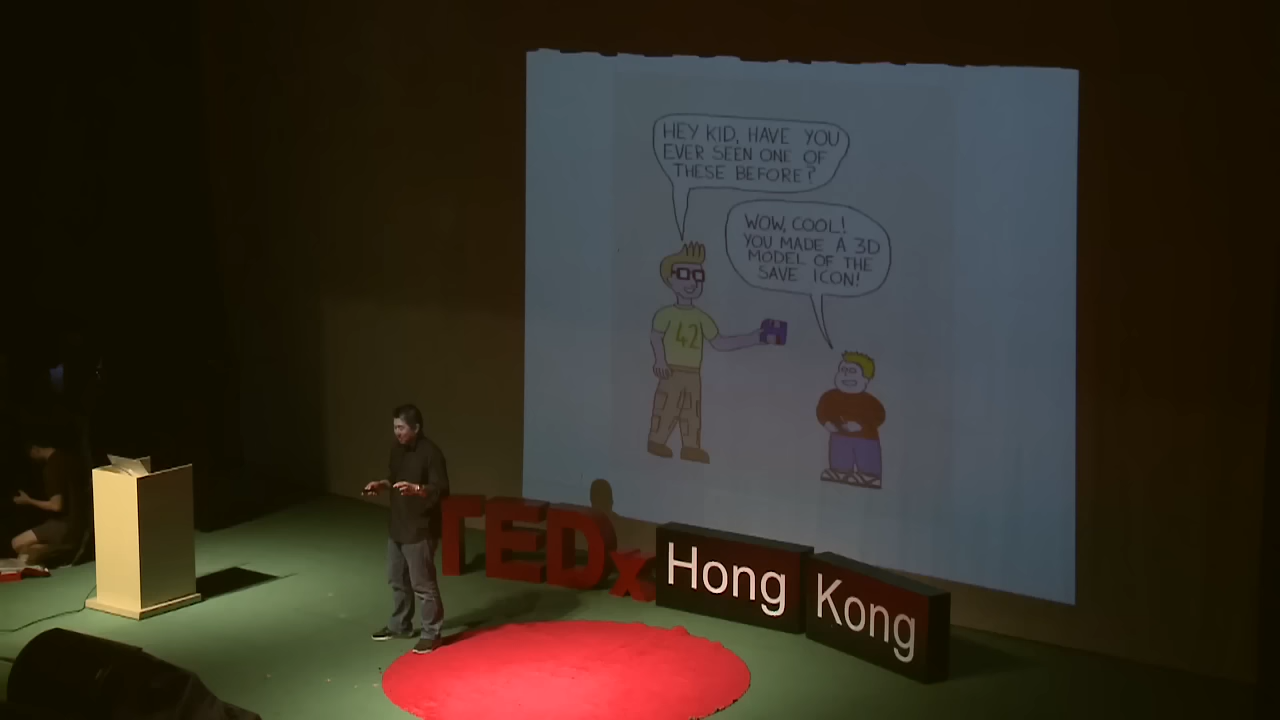 HEY KID, HAVE YOU
EVER SEEN ONE OF
THESE BEFORE?
WOW, COOL!
YOU MADE A 3D
MODEL OF THE
SAVE ICON!
42
TEDx
Hong Kong